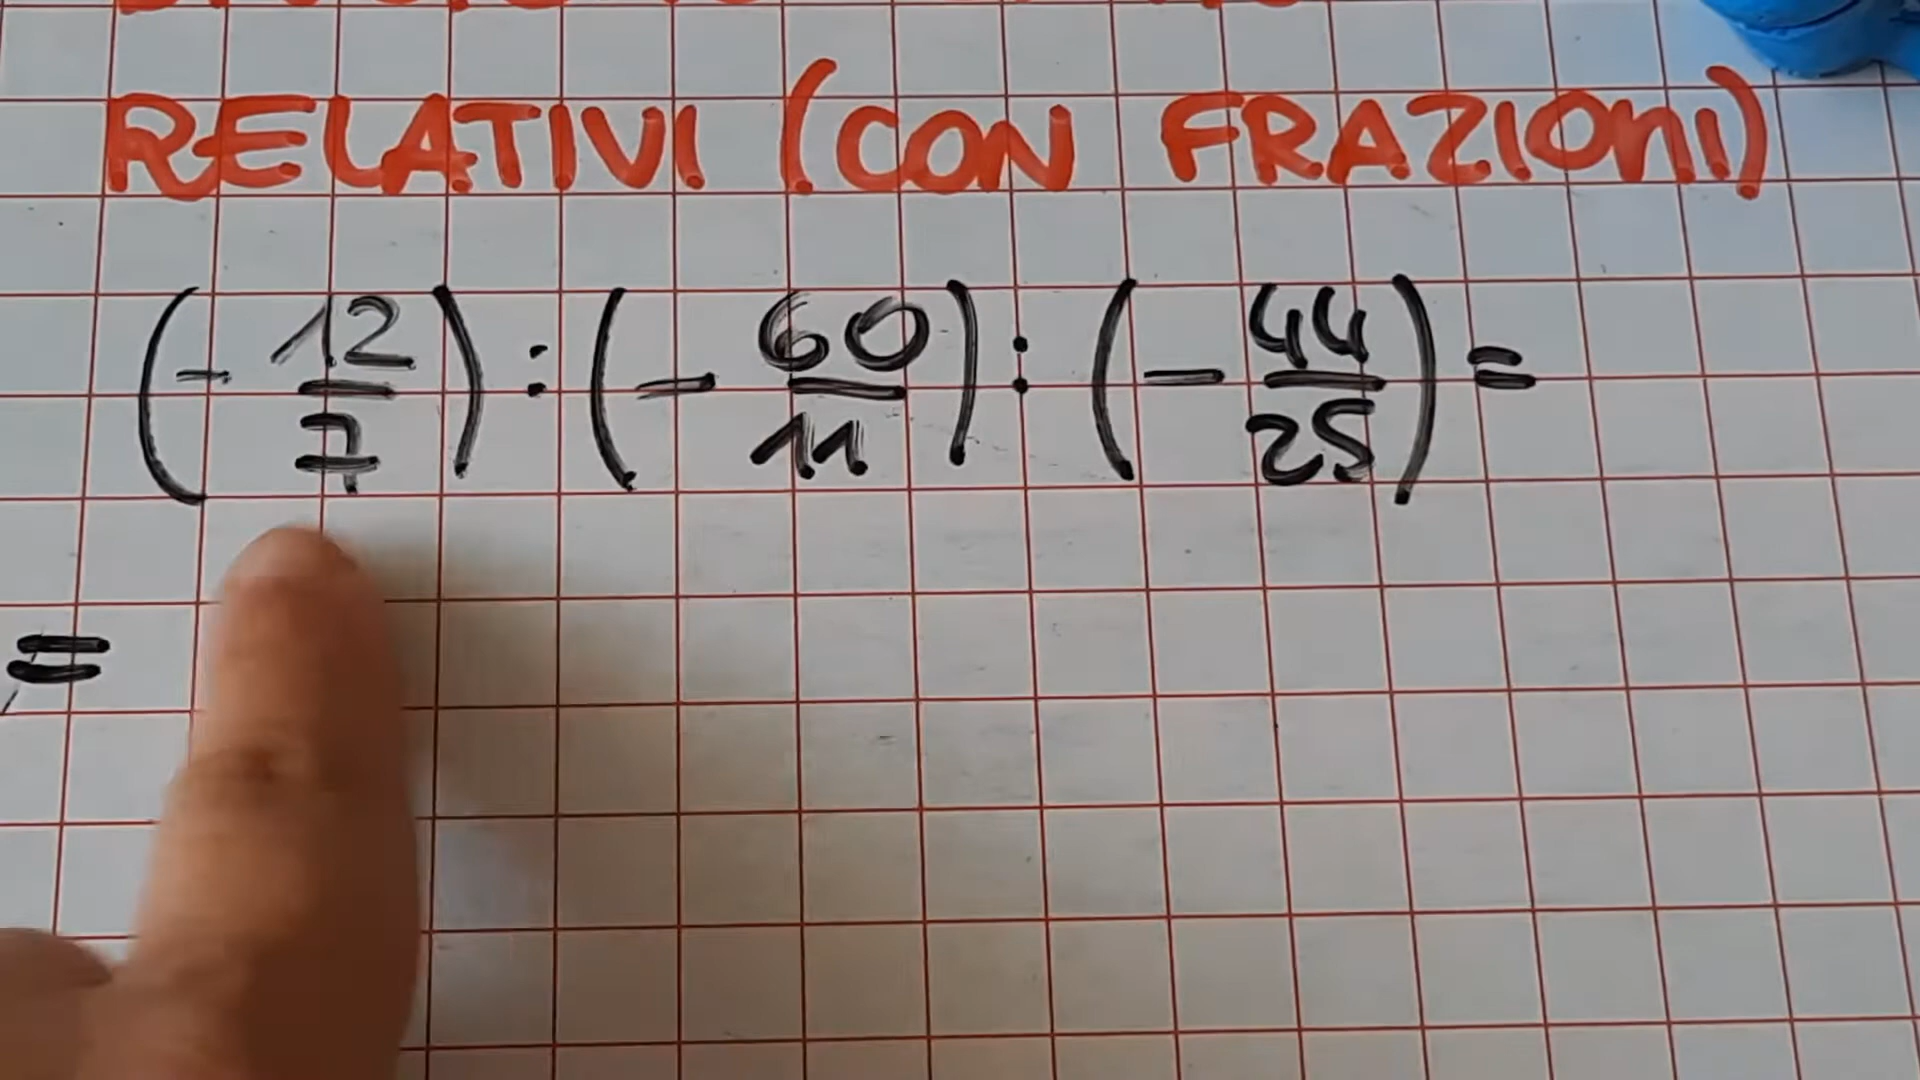 RELATIVI (CON FRAZIONI)
(- 12/7) : (- 60/11) : (- 44/25) =
=